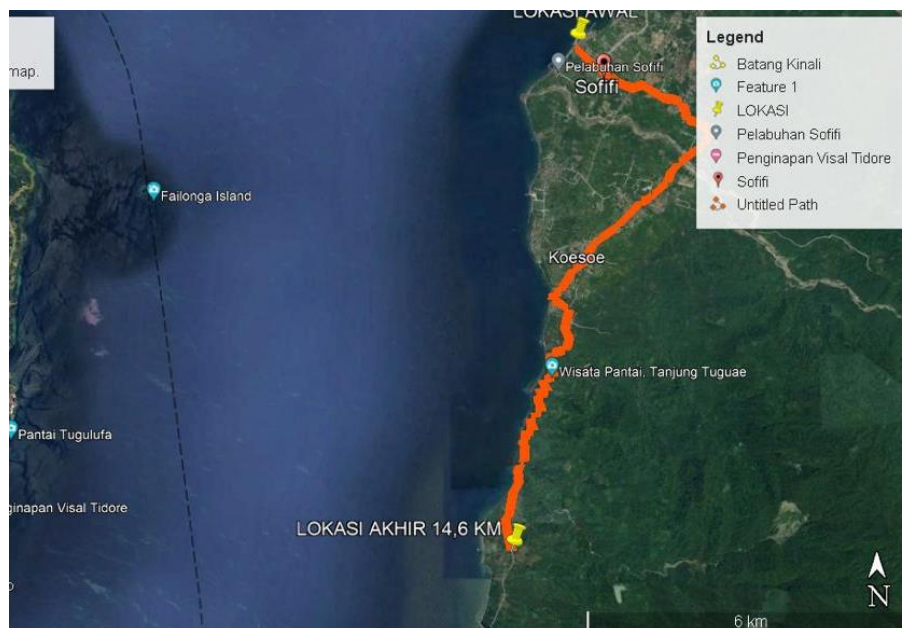 LOKASI AWAL
map.
Legend
Batang Kinali
Feature 1
LOKASI
Pelabuhan Sofifi
Penginapan Visal Tidore
Sofifi
Untitled Path
Pelabuhan Sofifi
Sofifi
Failonga Island
Koesoe
Wisata Pantai, Tanjung Tuguae
Pantai Tugulufa
ginapan Visal Tidore
LOKASI AKHIR 14,6 KM
N
6 km